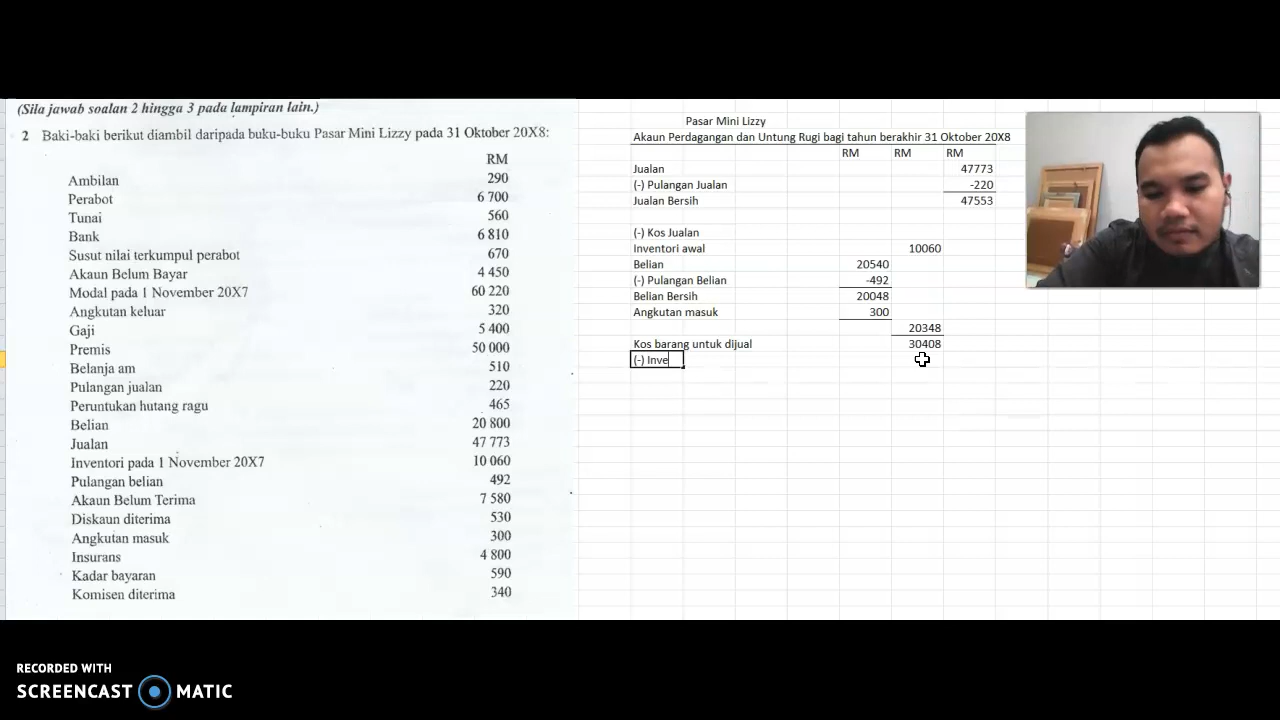 (Sila jawab soalan 2 hingga 3 pada lampiran lain.)
2 Baki-baki berikut diambil daripada buku-buku Pasar Mini Lizzy pada 31 Oktober 20X8:
RM
Ambilan 290
Perabot 6 700
Tunai 560
Bank 6 810
Susut nilai terkumpul perabot 670
Akaun Belum Bayar 4 450
Modal pada 1 November 20X7 60 220
Angkutan keluar 320
Gaji 5 400
Premis 50 000
Belanja am 510
Pulangan jualan 220
Peruntukan hutang ragu 465
Belian 20 800
Jualan 47 773
Inventori pada 1 November 20X7 10 060
Pulangan belian 492
Akaun Belum Terima 7 580
Diskaun diterima 530
Angkutan masuk 300
Insurans 4 800
Kadar bayaran 590
Komisen diterima 340
Pasar Mini Lizzy
Akaun Perdagangan dan Untung Rugi bagi tahun berakhir 31 Oktober 20X8
RM RM RM
Jualan 47773
(-) Pulangan Jualan -220
Jualan Bersih 47553
(-) Kos Jualan
Inventori awal 10060
Belian 20540
(-) Pulangan Belian -492
Belian Bersih 20048
Angkutan masuk 300
20348
Kos barang untuk dijual 30408
(-) Inve
RECORDED WITH
SCREENCAST MATIC